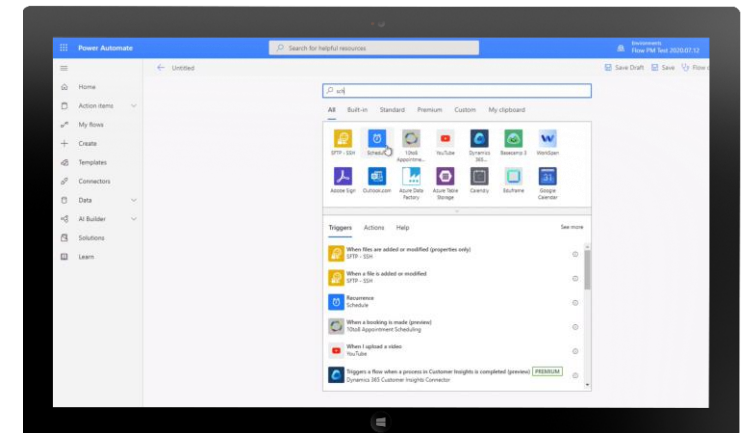 Power Automate
Search for helpful resources
Environments
Flow PM Test 2020.07.12
Untitled
Save Draft
Save
Flow
Home
Action items
My flows
Create
Templates
Connectors
Data
AI Builder
Solutions
Learn
sch
All
Built-in
Standard
Premium
Custom
My clipboard
SFTP - SSH
Schedule
10to8 Appointme...
YouTube
Dynamics 365...
Basecamp 3
WorkSpan
Adobe Sign
Outlook.com
Azure Data Factory
Azure Table Storage
Calendly
Eduframe
Google Calendar
Triggers
Actions
Help
See more
When files are added or modified (properties only)
SFTP - SSH
When a file is added or modified
SFTP - SSH
Recurrence
Schedule
When a booking is made (preview)
10to8 Appointment Scheduling
When I upload a video
YouTube
Triggers a flow when a process in Customer Insights is completed (preview) PREMIUM
Dynamics 365 Customer Insights Connector